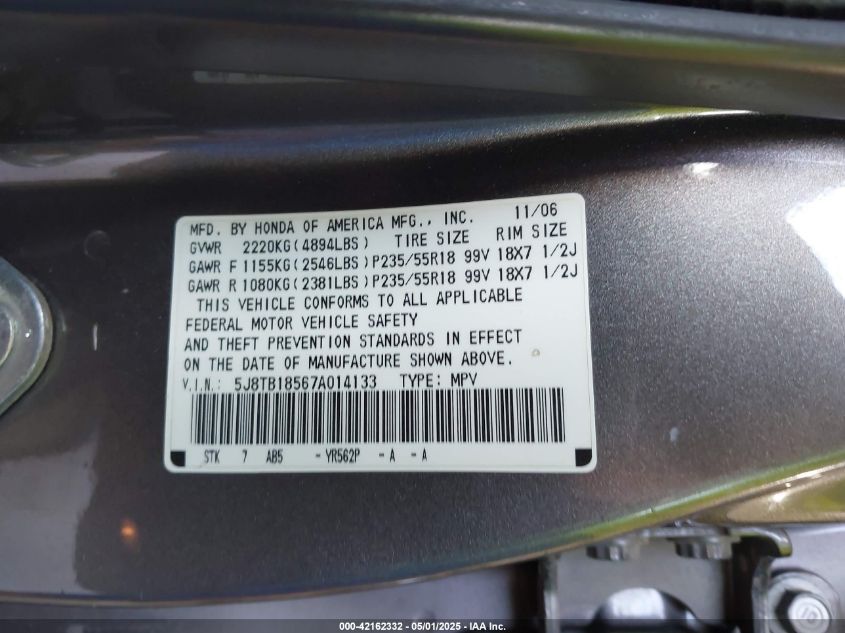 MFD. BY HONDA OF AMERICA MFG., INC. 11/06
GVWR 2220KG(4894LBS) TIRE SIZE RIM SIZE
GAWR F 1155KG(2546LBS)P235/55R18 99V 18X7 1/2J
GAWR R 1080KG(2381LBS)P235/55R18 99V 18X7 1/2J
THIS VEHICLE CONFORMS TO ALL APPLICABLE
FEDERAL MOTOR VEHICLE SAFETY
AND THEFT PREVENTION STANDARDS IN EFFECT
ON THE DATE OF MANUFACTURE SHOWN ABOVE.
V.I.N.: 5J8TB18567A014133 TYPE: MPV
STK 7 AB5 -YR562P -A -A
000-42162332 - 05/01/2025 - IAA Inc.